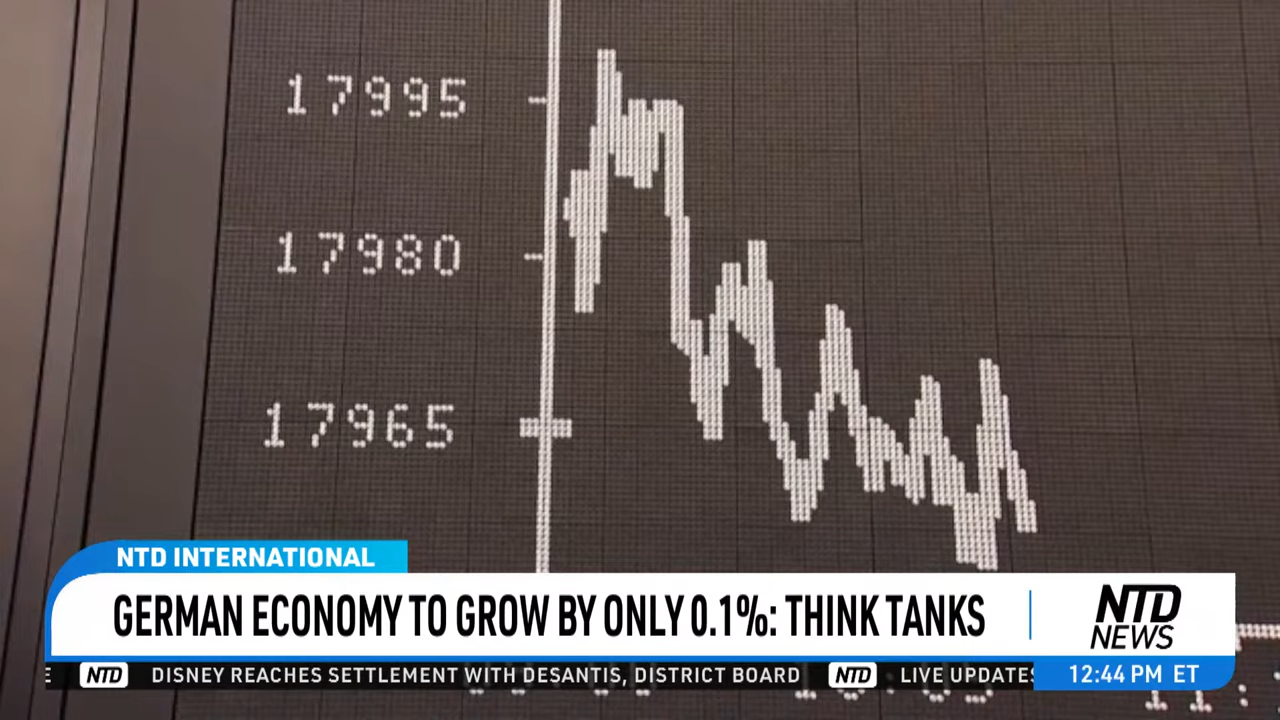 17995
17980
17965
NTD INTERNATIONAL
GERMAN ECONOMY TO GROW BY ONLY 0.1%: THINK TANKS
NTD
NEWS
NTD DISNEY REACHES SETTLEMENT WITH DESANTIS, DISTRICT BOARD NTD LIVE UPDATES
12:44 PM ET